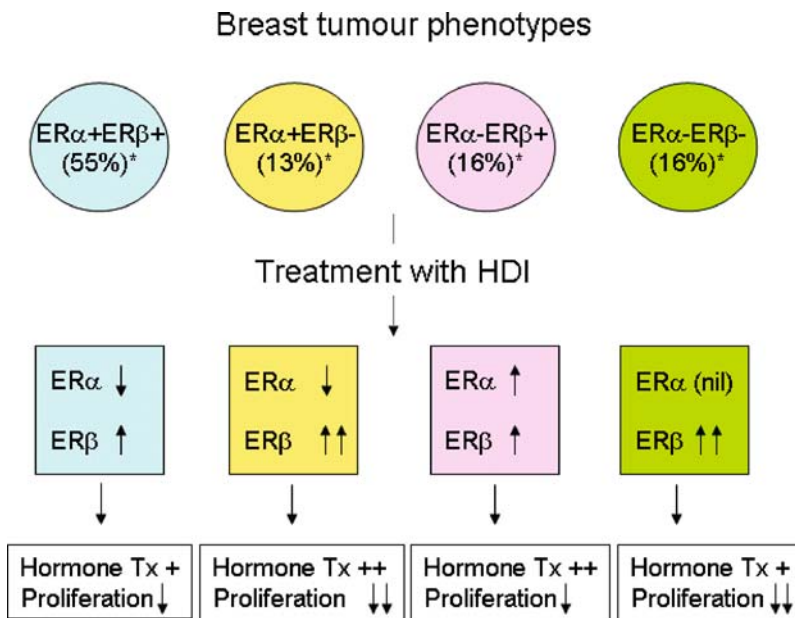 Breast tumour phenotypes
ERα+ERβ+
(55%)*
ERα+ERβ-
(13%)*
ERα-ERβ+
(16%)*
ERα-ERβ-
(16%)*
Treatment with HDI
ERα ↓
ERβ ↑
ERα ↓
ERβ ↑↑
ERα ↑
ERβ ↑
ERα (nil)
ERβ ↑↑
Hormone Tx +
Proliferation ↓
Hormone Tx ++
Proliferation ↓↓
Hormone Tx ++
Proliferation ↓
Hormone Tx +
Proliferation ↓↓